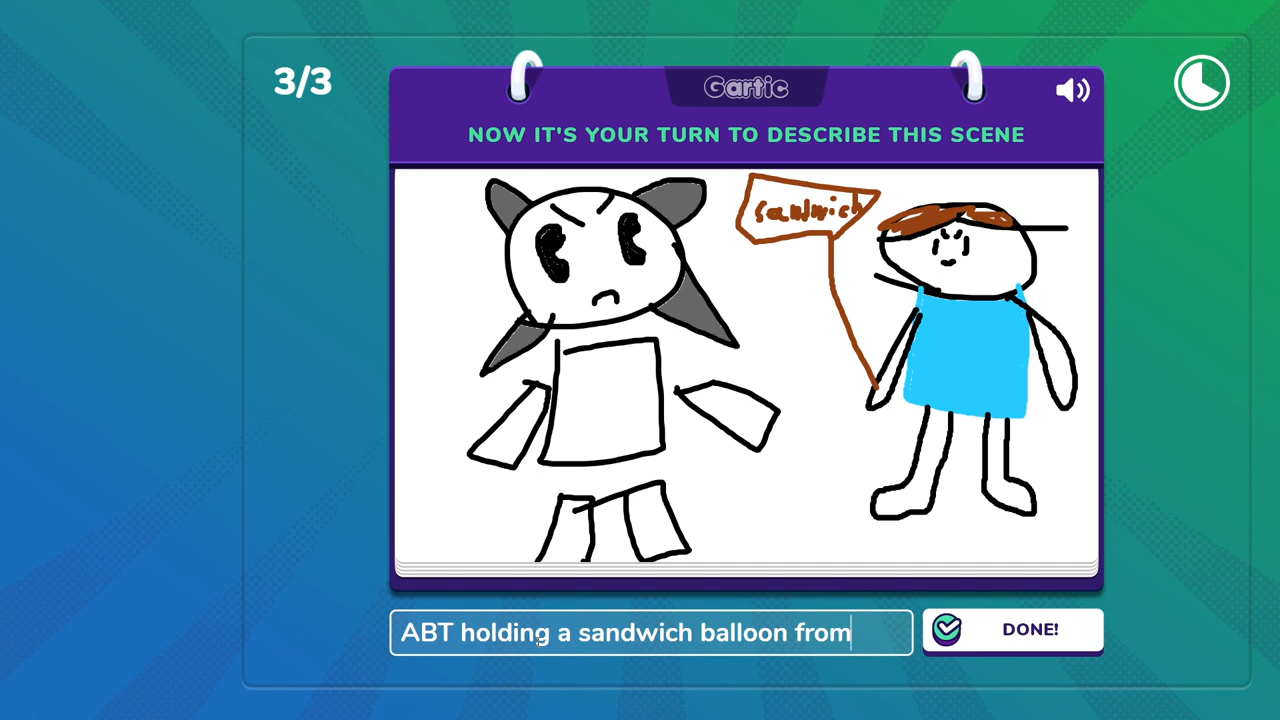 3/3
Gartic
NOW IT'S YOUR TURN TO DESCRIBE THIS SCENE
Sandwich
ABT holding a sandwich balloon from
DONE!